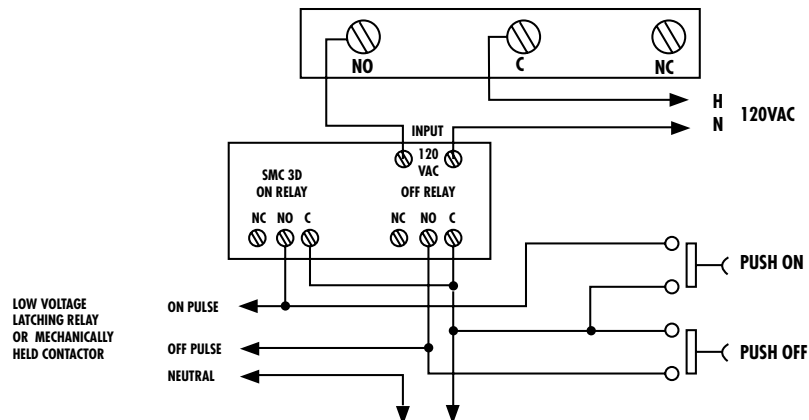 NO
C
NC
H
120VAC
N
INPUT
120
VAC
SMC 3D
ON RELAY
OFF RELAY
NC NO C
NC NO C
PUSH ON
LOW VOLTAGE
LATCHING RELAY
OR MECHANICALLY
HELD CONTACTOR
ON PULSE
OFF PULSE
NEUTRAL
PUSH OFF